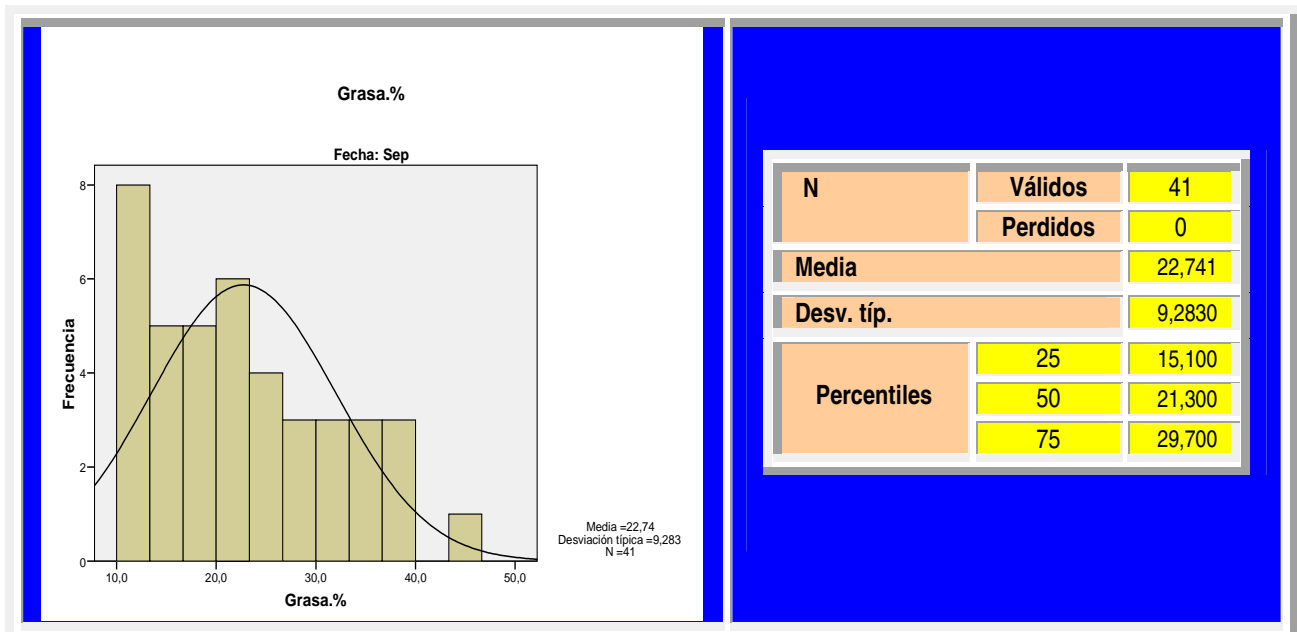 Grasa.%
Fecha: Sep
Frecuencia
8
6
4
2
0
10,0 20,0 30,0 40,0 50,0
Grasa.%
Media =22,74
Desviación típica =9,283
N =41
N Válidos 41
Perdidos 0
Media 22,741
Desv. típ. 9,2830
Percentiles 25 15,100
50 21,300
75 29,700